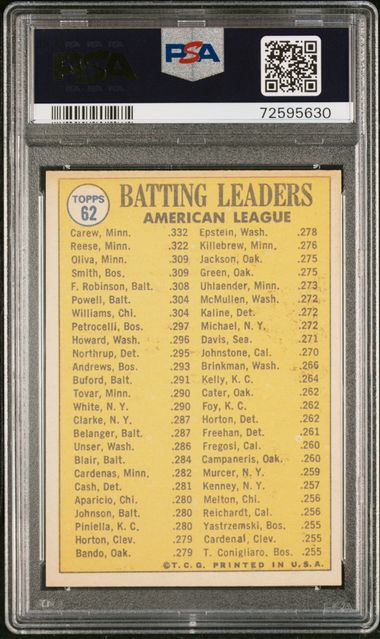 PSA
PSA
72595630
TOPPS
62
BATTING LEADERS
AMERICAN LEAGUE
Carew, Minn. .332 Epstein, Wash. .278
Reese, Minn. .322 Killebrew, Minn. .276
Oliva, Minn. .309 Jackson, Oak. .275
Smith, Bos. .309 Green, Oak. .275
F. Robinson, Balt. .308 Uhlaender, Minn. .273
Powell, Balt. .304 McMullen, Wash. .272
Williams, Chi. .304 Kaline, Det. .272
Petrocelli, Bos. .297 Michael, N. Y. .272
Howard, Wash. .296 Davis, Sea. .271
Northrup, Det. .295 Johnstone, Cal. .270
Andrews, Bos. .293 Brinkman, Wash. .266
Buford, Balt. .291 Kelly, K. C. .264
Tovar, Minn. .290 Cater, Oak. .262
White, N. Y. .290 Foy, K. C. .262
Clarke, N. Y. .287 Horton, Det. .262
Belanger, Balt. .287 Freehan, Det. .261
Unser, Wash. .286 Fregosi, Cal. .260
Blair, Balt. .284 Campaneris, Oak. .260
Cardenas, Minn. .282 Murcer, N. Y. .259
Cash, Det. .281 Kenney, N. Y. .257
Aparicio, Chi. .280 Melton, Chi. .256
Johnson, Balt. .280 Reichardt, Cal. .256
Piniella, K. C. .280 Yastrzemski, Bos. .255
Horton, Clev. .279 Cardenal, Clev. .255
Bando, Oak. .279 T. Conigliaro, Bos. .255
©T. C. G. PRINTED IN U. S. A.